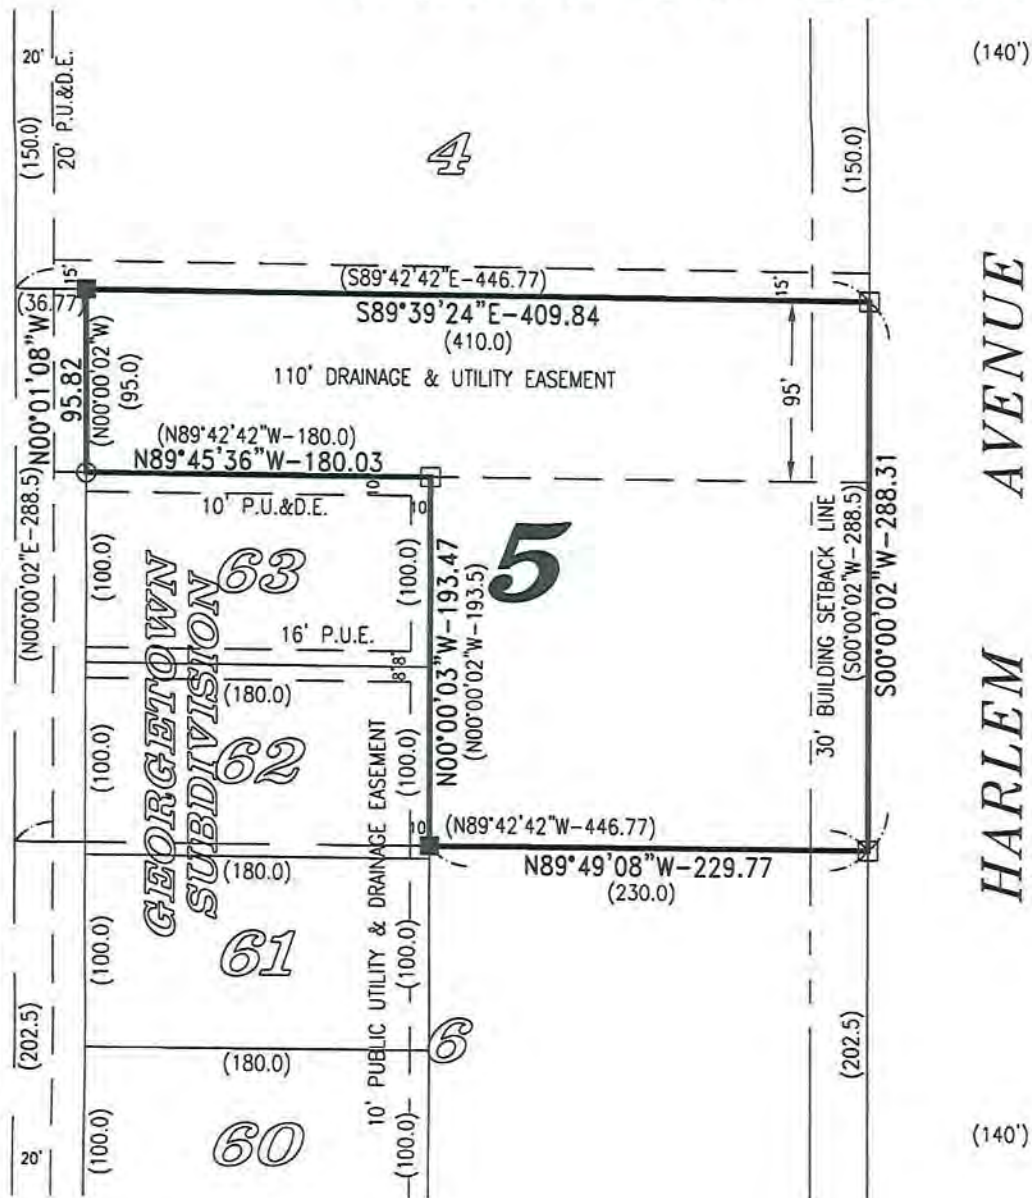 20'
(140')
(150.0)
20' P.U.&D.E.
4
(150.0)
15'
(S89°42'42"E-446.77)
15'
(36.77)
S89°39'24"E-409.84
(410.0)
N00°01'08"W
95.82
(N00°00'02"W)
(95.0)
110' DRAINAGE & UTILITY EASEMENT
95'
AVENUE
(N89°42'42"W-180.0)
N89°45'36"W-180.03
10
10' P.U.&D.E.
10
(N00°00'02"E-288.5)
(100.0)
63
(100.0)
N00°00'03"W-193.47
(N00°00'02"W-193.5)
5
30' BUILDING SETBACK LINE
(S00°00'02"W-288.5)
S00°00'02"W-288.31
GEORGETOWN
SUBDIVISION
16' P.U.E.
8'8'
(180.0)
HARLEM
(100.0)
62
(100.0)
10' PUBLIC UTILITY & DRAINAGE EASEMENT
10
(N89°42'42"W-446.77)
(180.0)
N89°49'08"W-229.77
(230.0)
(100.0)
61
(100.0)
6
(202.5)
(180.0)
(202.5)
(100.0)
60
(100.0)
20'
(140')